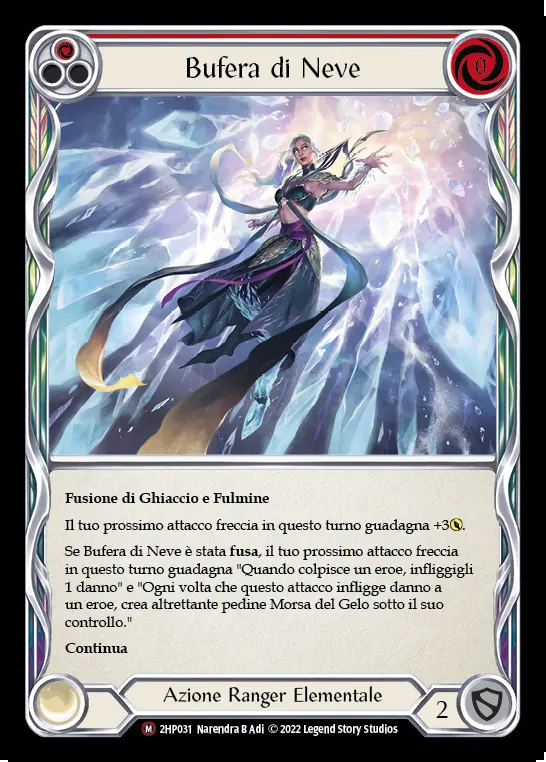 Bufera di Neve
0
Fusione di Ghiaccio e Fulmine
Il tuo prossimo attacco freccia in questo turno guadagna +3.
Se Bufera di Neve è stata fusa, il tuo prossimo attacco freccia
in questo turno guadagna "Quando colpisce un eroe, infliggigli
1 danno" e "Ogni volta che questo attacco infligge danno a
un eroe, crea altrettante pedine Morsa del Gelo sotto il suo
controllo."
Continua
Azione Ranger Elementale
2
M 2HP031 Narendra B Adi © 2022 Legend Story Studios